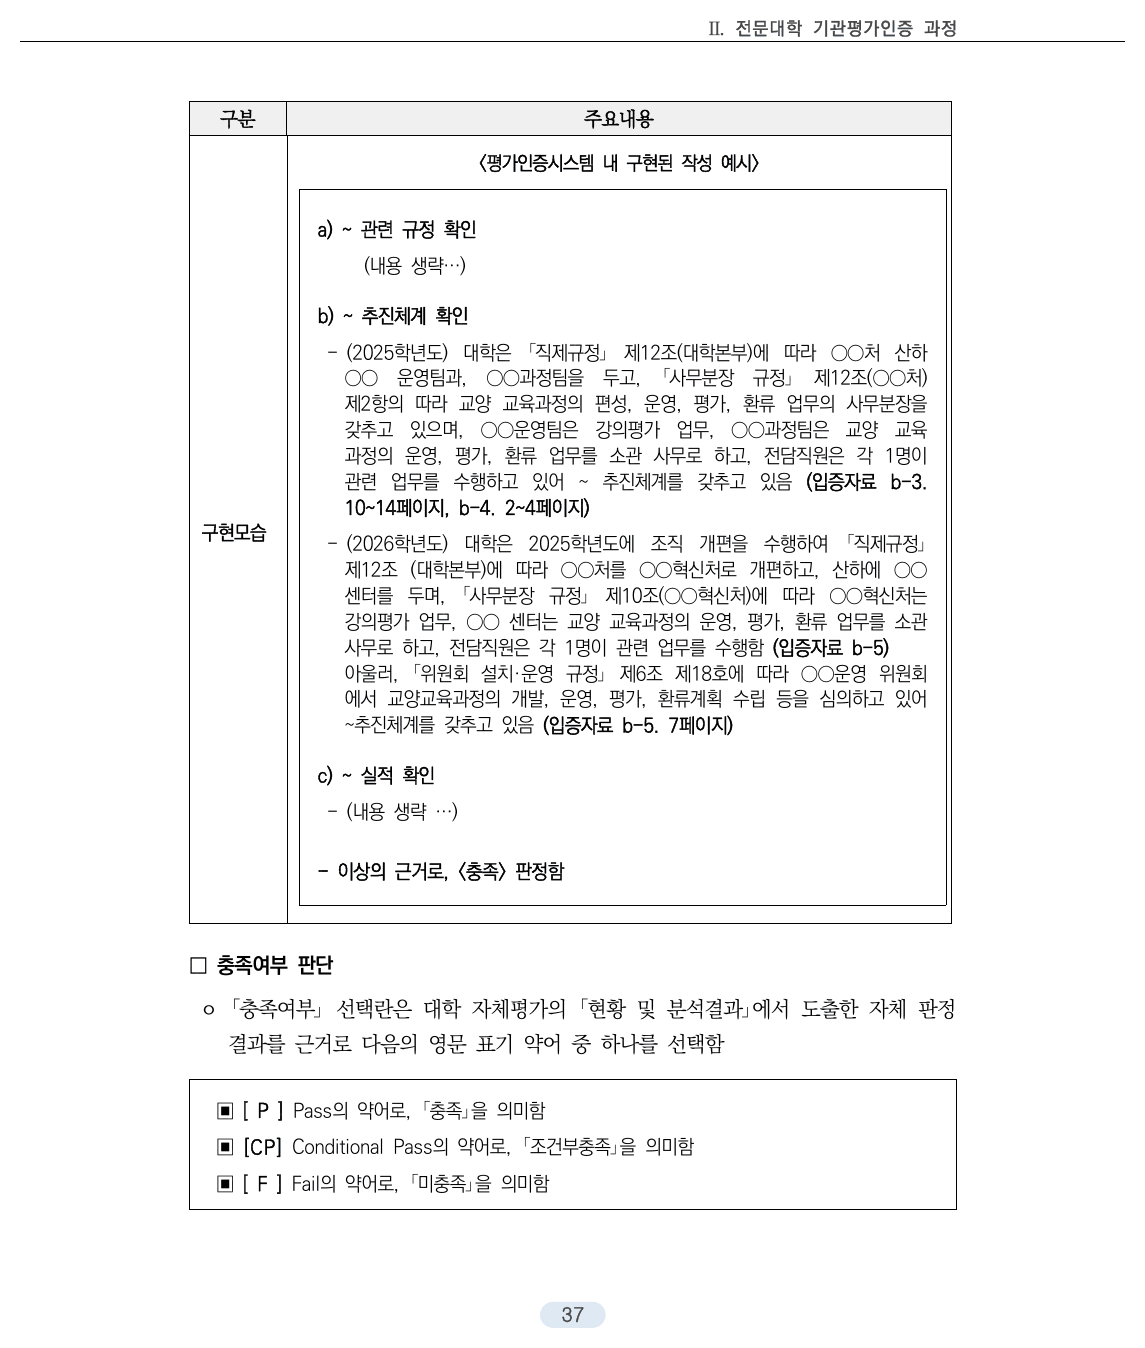 Ⅱ. 전문대학 기관평가인증 과정
구분 주요내용
<평가인증시스템 내 구현된 작성 예시>
a) ~ 관련 규정 확인
(내용 생략…)
b) ~ 추진체계 확인
- (2025학년도) 대학은 「직제규정」 제12조(대학본부)에 따라 ○○처 산하
○○ 운영팀과, ○○과정팀을 두고, 「사무분장 규정」 제12조(○○처)
제2항의 따라 교양 교육과정의 편성, 운영, 평가, 환류 업무의 사무분장을
갖추고 있으며, ○○운영팀은 강의평가 업무, ○○과정팀은 교양 교육
과정의 운영, 평가, 환류 업무를 소관 사무로 하고, 전담직원은 각 1명이
관련 업무를 수행하고 있어 ~ 추진체계를 갖추고 있음 (입증자료 b-3.
10~14페이지, b-4. 2~4페이지)
구현모습
- (2026학년도) 대학은 2025학년도에 조직 개편을 수행하여 「직제규정」
제12조 (대학본부)에 따라 ○○처를 ○○혁신처로 개편하고, 산하에 ○○
센터를 두며, 「사무분장 규정」 제10조(○○혁신처)에 따라 ○○혁신처는
강의평가 업무, ○○ 센터는 교양 교육과정의 운영, 평가, 환류 업무를 소관
사무로 하고, 전담직원은 각 1명이 관련 업무를 수행함 (입증자료 b-5)
아울러, 「위원회 설치·운영 규정」 제6조 제18호에 따라 ○○운영 위원회
에서 교양교육과정의 개발, 운영, 평가, 환류계획 수립 등을 심의하고 있어
~추진체계를 갖추고 있음 (입증자료 b-5. 7페이지)
c) ~ 실적 확인
- (내용 생략 …)
- 이상의 근거로, <충족> 판정함
□ 충족여부 판단
ㅇ 「충족여부」 선택란은 대학 자체평가의 「현황 및 분석결과」에서 도출한 자체 판정
결과를 근거로 다음의 영문 표기 약어 중 하나를 선택함
▣ [ P ] Pass의 약어로, 「충족」을 의미함
▣ [CP] Conditional Pass의 약어로, 「조건부충족」을 의미함
▣ [ F ] Fail의 약어로, 「미충족」을 의미함
37